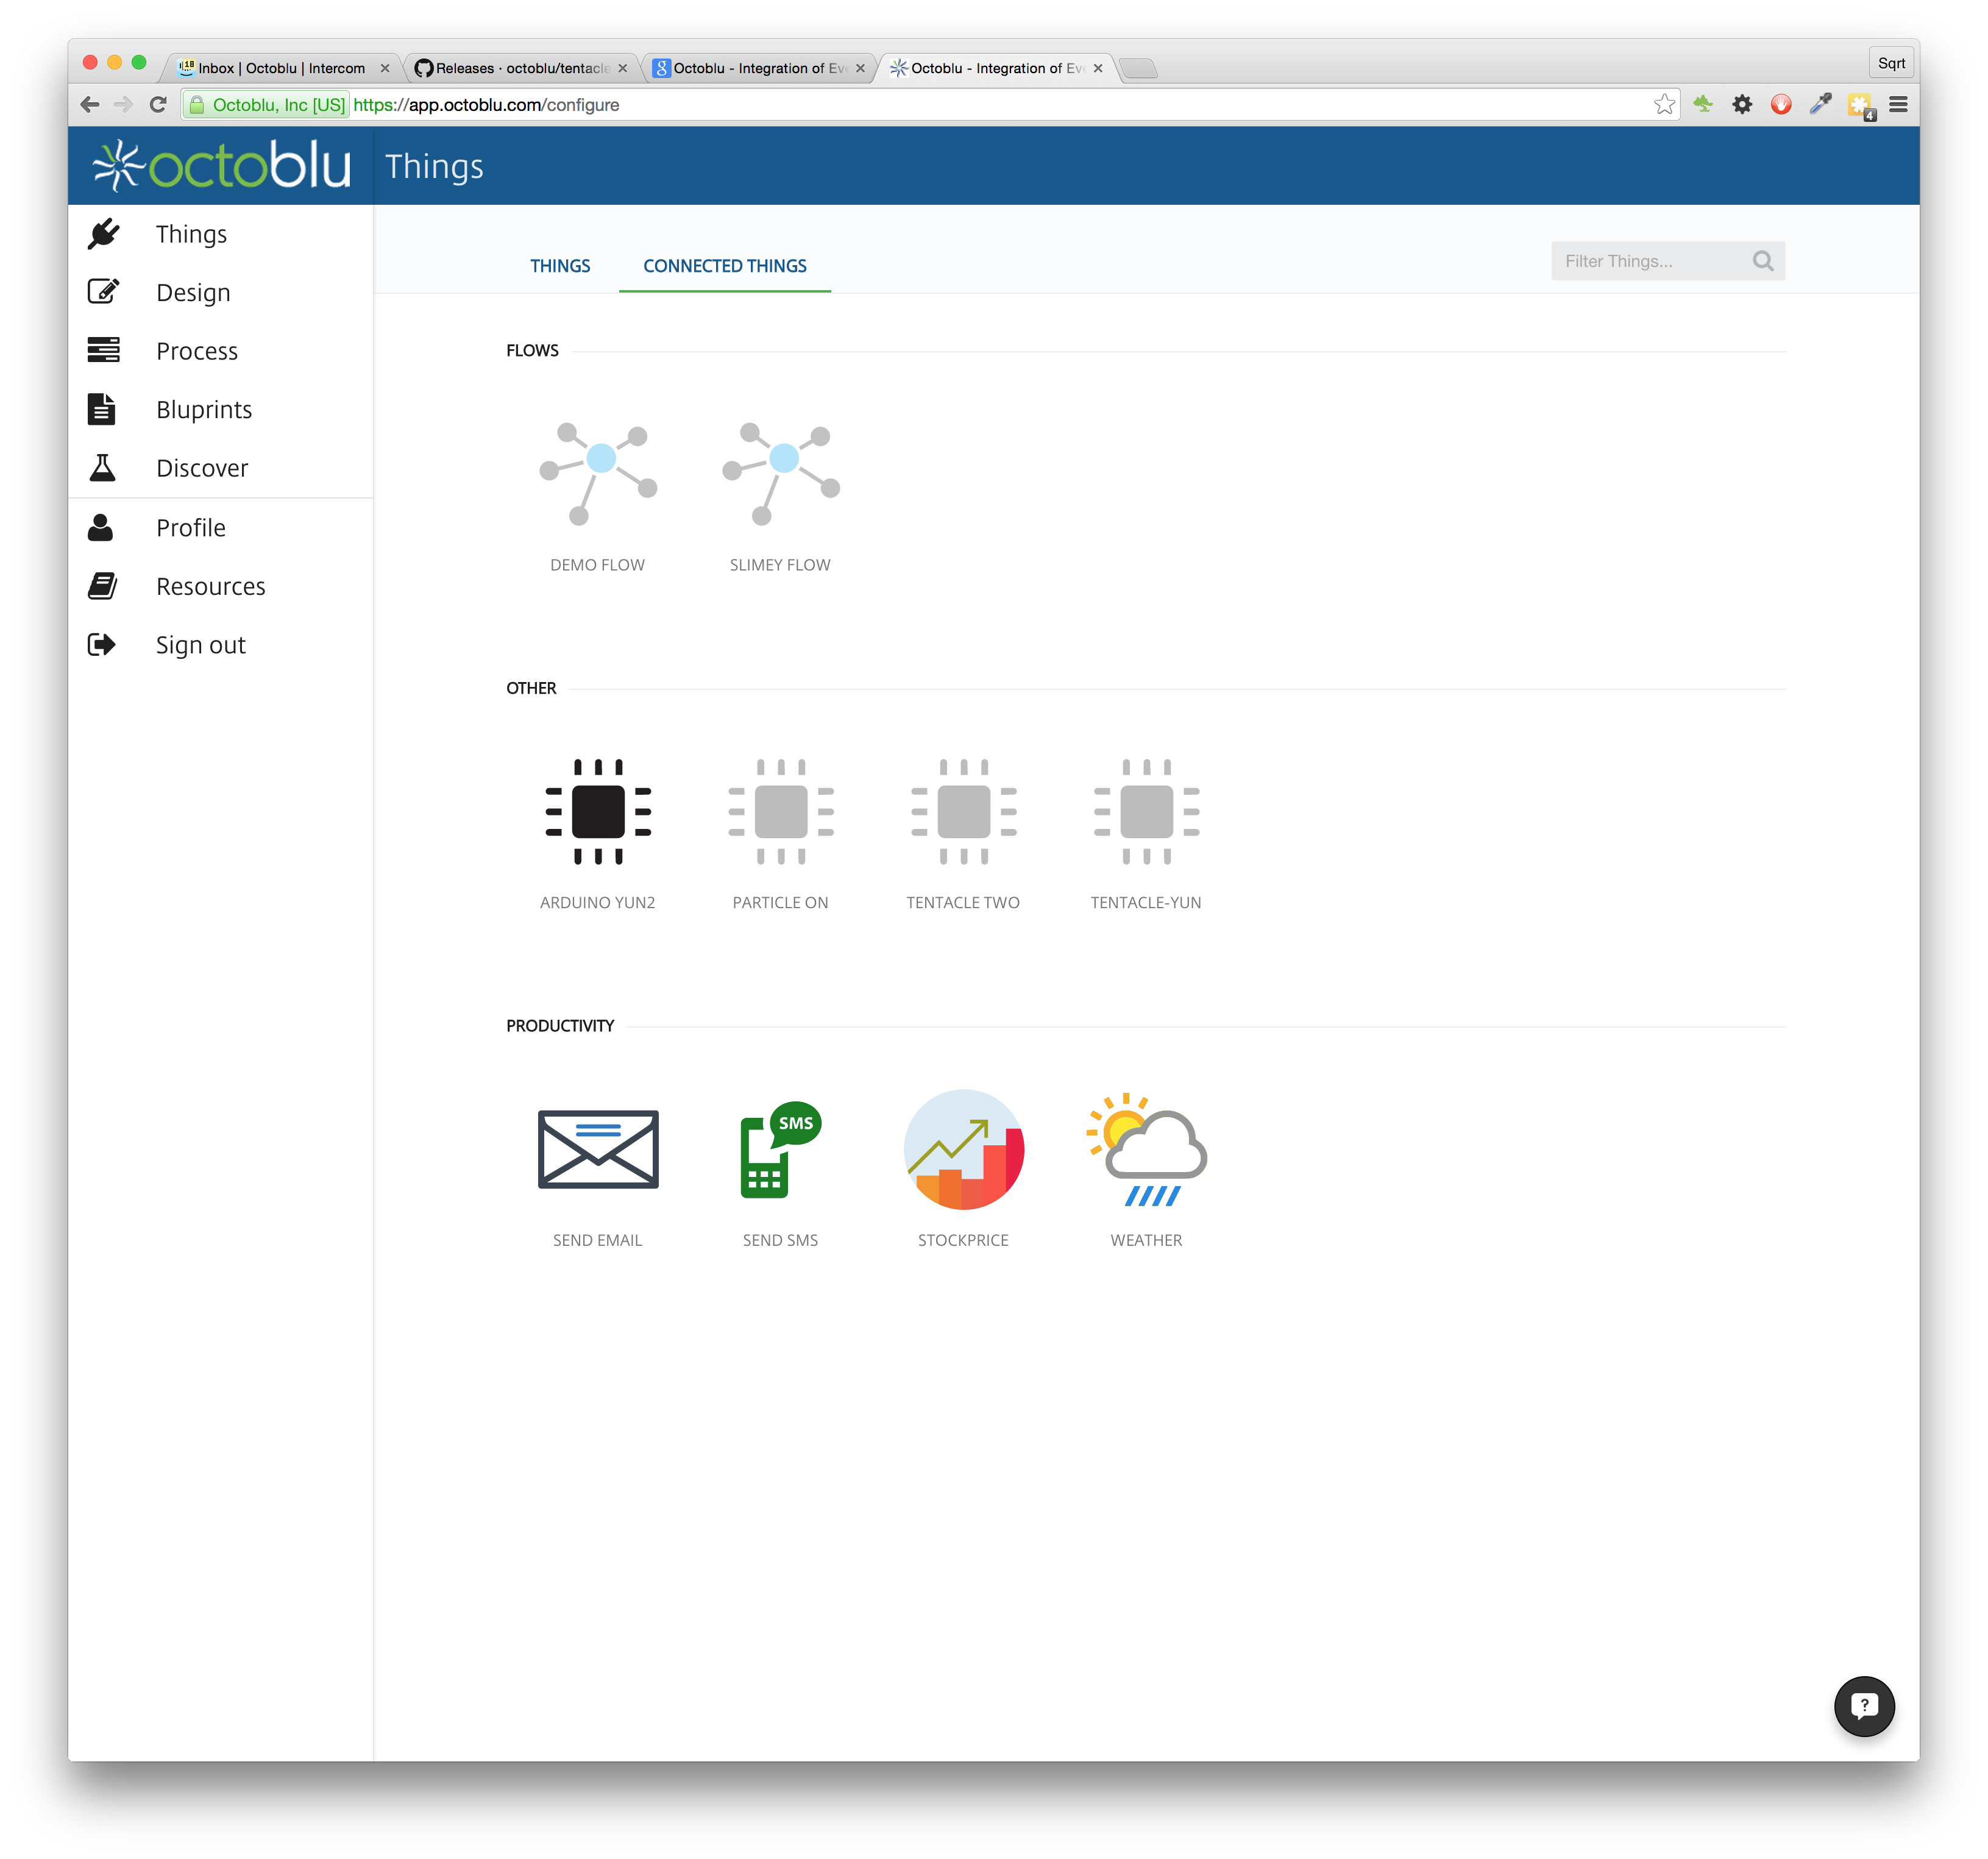 Inbox | Octoblu | Intercom
Releases · octoblu/tentacle
Octoblu - Integration of Eve
Octoblu - Integration of Eve
Sqrt
Octoblu, Inc [US] https://app.octoblu.com/configure
4
octoblu
Things
Things
Design
Process
Bluprints
Discover
Profile
Resources
Sign out
THINGS
CONNECTED THINGS
Filter Things...
FLOWS
DEMO FLOW
SLIMEY FLOW
OTHER
ARDUINO YUN2
PARTICLE ON
TENTACLE TWO
TENTACLE-YUN
PRODUCTIVITY
SMS
SEND EMAIL
SEND SMS
STOCKPRICE
WEATHER
?